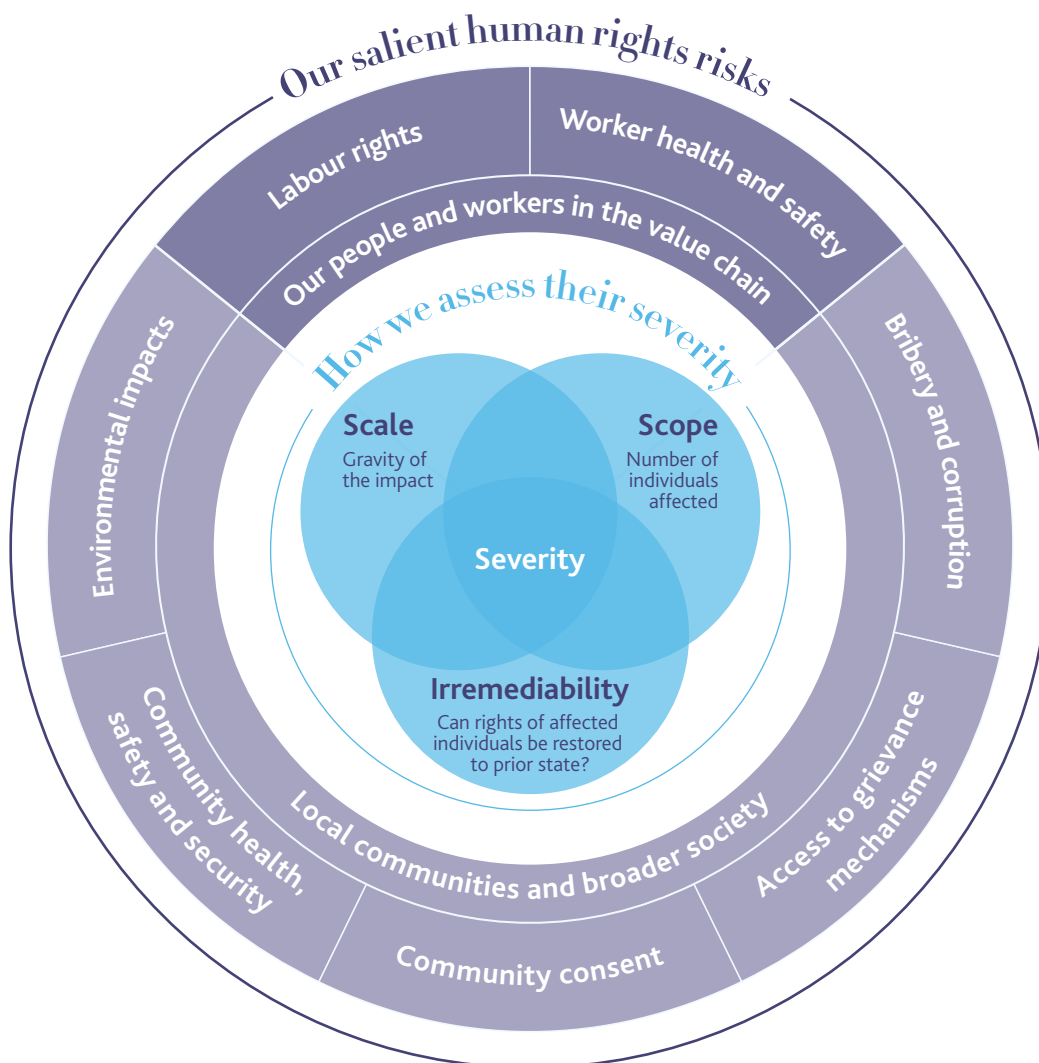 Our salient human rights risks
Labour rights
Worker health and safety
Our people and workers in the value chain
How we assess their severity
Environmental impacts
Bribery and corruption
Scale
Gravity of
the impact
Scope
Number of
individuals
affected
Severity
Irremediability
Can rights of affected
individuals be restored
to prior state?
Community health,
safety and security
Local communities and broader society
Access to grievance
mechanisms
Community consent